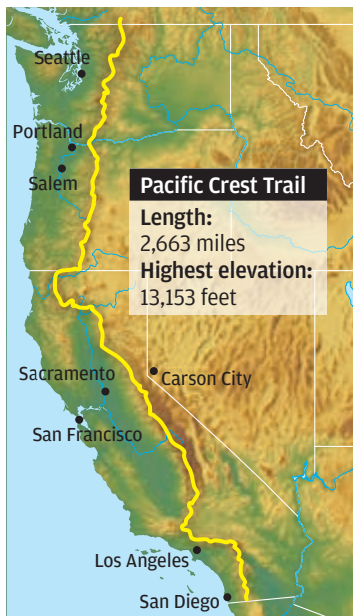 Seattle
Portland
Salem
Pacific Crest Trail
Length:
2,663 miles
Highest elevation:
13,153 feet
Sacramento
Carson City
San Francisco
Los Angeles
San Diego